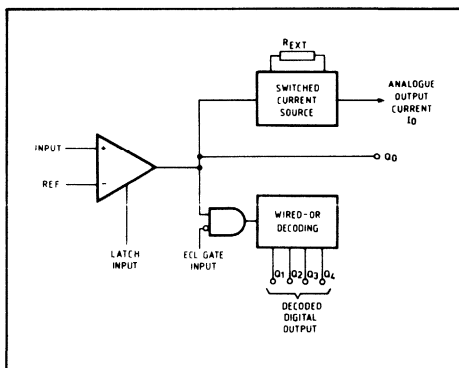 REXT
SWITCHED
CURRENT
SOURCE
ANALOGUE
OUTPUT
CURRENT
IO
INPUT
+
REF
-
Q0
WIRED-OR
DECODING
LATCH
INPUT
ECL GATE
INPUT
Q1 Q2 Q3 Q4
DECODED
DIGITAL
OUTPUT